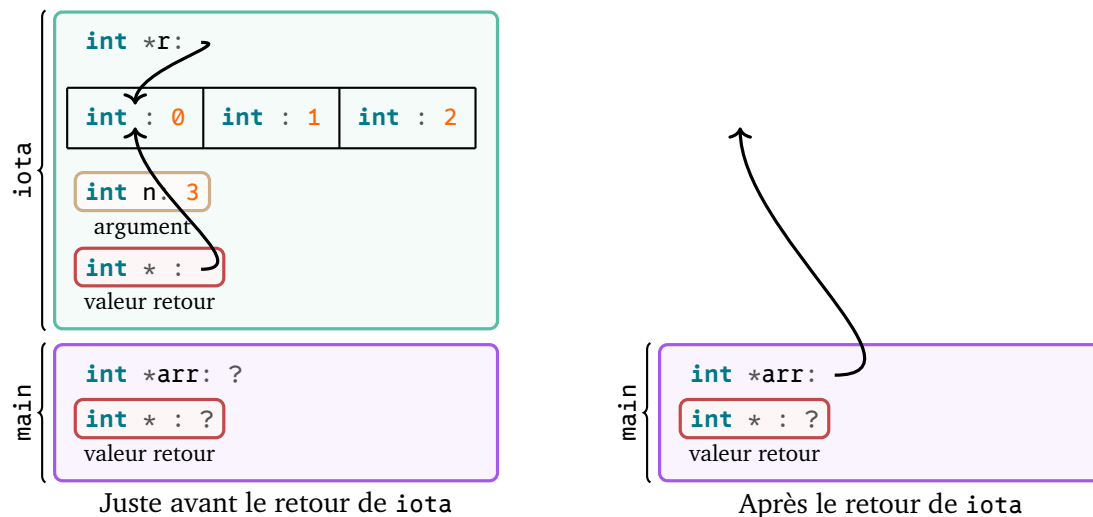 iota
int *r:
int : 0 int : 1 int : 2
int n: 3
argument
int * :
valeur retour
main
int *arr: ?
int * : ?
valeur retour
Juste avant le retour de iota
main
int *arr:
int * : ?
valeur retour
Après le retour de iota